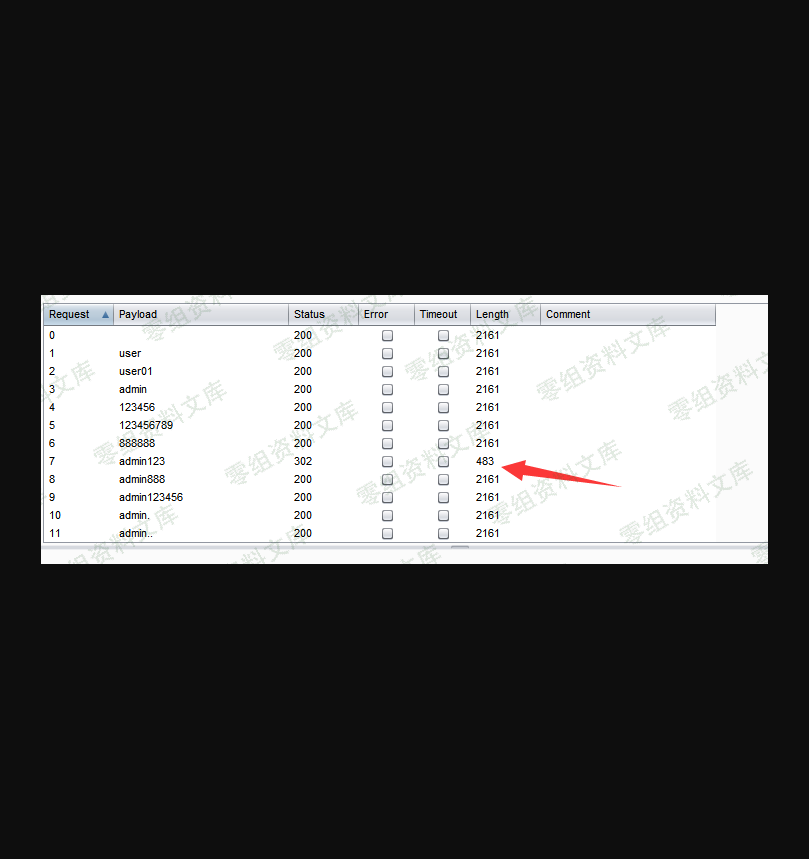 Request Payload Status Error Timeout Length Comment
0 200 2161
1 user 200 2161
2 user01 200 2161
3 admin 200 2161
4 123456 200 2161
5 123456789 200 2161
6 888888 200 2161
7 admin123 302 483
8 admin888 200 2161
9 admin123456 200 2161
10 admin. 200 2161
11 admin.. 200 2161
零组资料文库